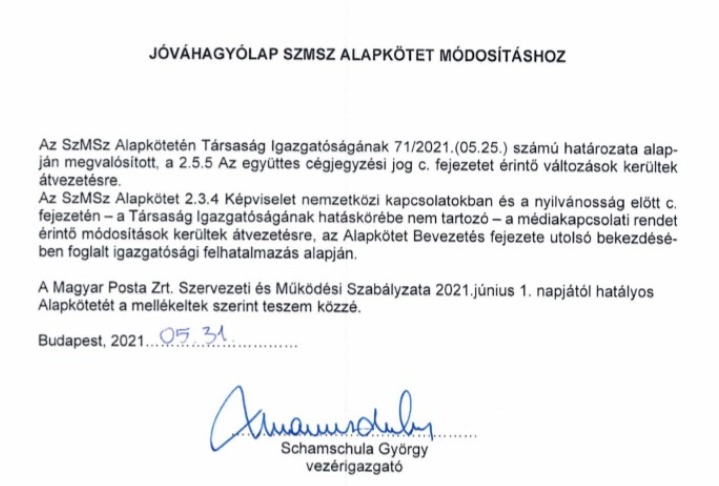 JÓVÁHAGYÓLAP SZMSZ ALAPKÖTET MÓDOSÍTÁSHOZ
Az SzMSz Alapkötetén Társaság Igazgatóságának 71/2021.(05.25.) számú határozata alap-
ján megvalósított, a 2.5.5 Az együttes cégjegyzési jog c. fejezetet érintő változások kerültek
átvezetésre.
Az SzMSz Alapkötet 2.3.4 Képviselet nemzetközi kapcsolatokban és a nyilvánosság előtt c.
fejezetén – a Társaság Igazgatóságának hatáskörébe nem tartozó – a médiakapcsolati rendet
érintő módosítások kerültek átvezetésre, az Alapkötet Bevezetés fejezete utolsó bekezdésé-
ben foglalt igazgatósági felhatalmazás alapján.
A Magyar Posta Zrt. Szervezeti és Működési Szabályzata 2021.június 1. napjától hatályos
Alapkötetét a mellékeltek szerint teszem közzé.
Budapest, 2021...05.31...............
Schamschula György
vezérigazgató